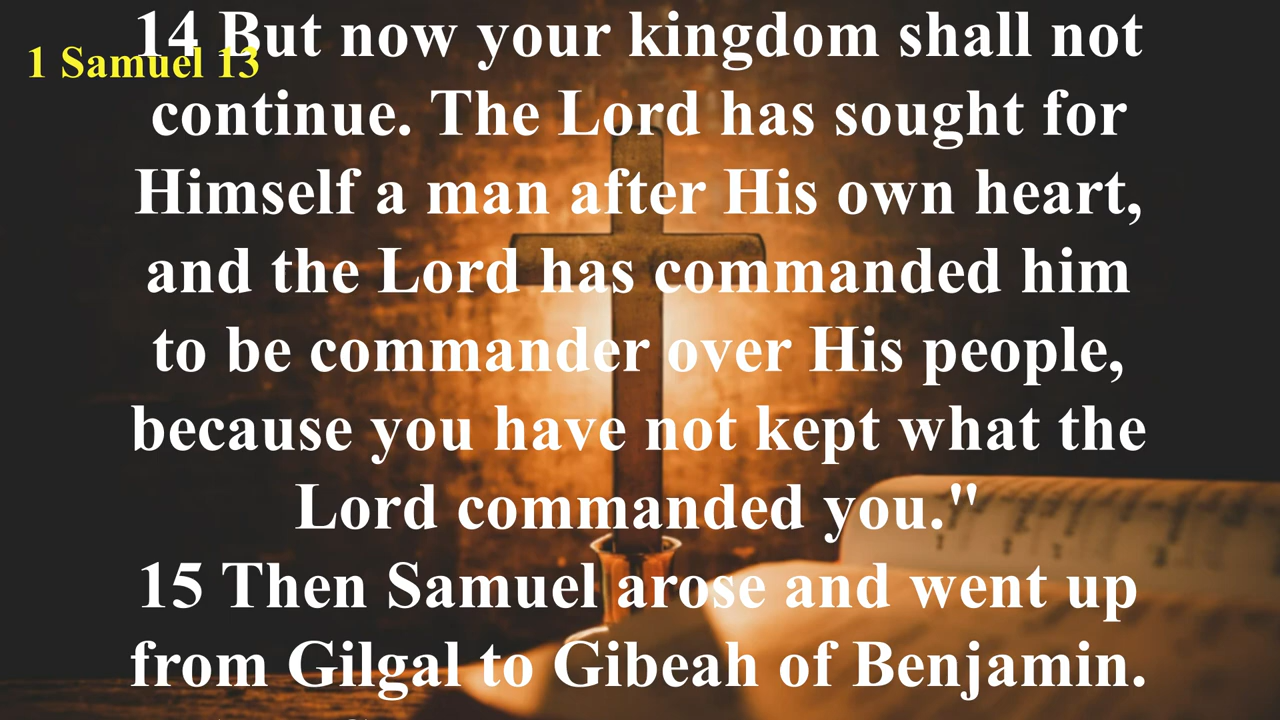 1 Samuel 13
14 But now your kingdom shall not
continue. The Lord has sought for
Himself a man after His own heart,
and the Lord has commanded him
to be commander over His people,
because you have not kept what the
Lord commanded you."
15 Then Samuel arose and went up
from Gilgal to Gibeah of Benjamin.